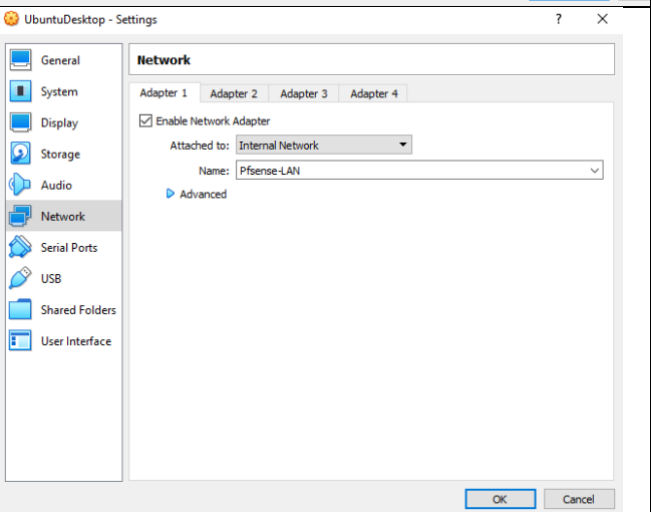 UbuntuDesktop - Settings ? ×
General
System
Display
Storage
Audio
Network
Serial Ports
USB
Shared Folders
User Interface
Network
Adapter 1 Adapter 2 Adapter 3 Adapter 4
Enable Network Adapter
Attached to: Internal Network
Name: Pfsense-LAN
Advanced
OK Cancel